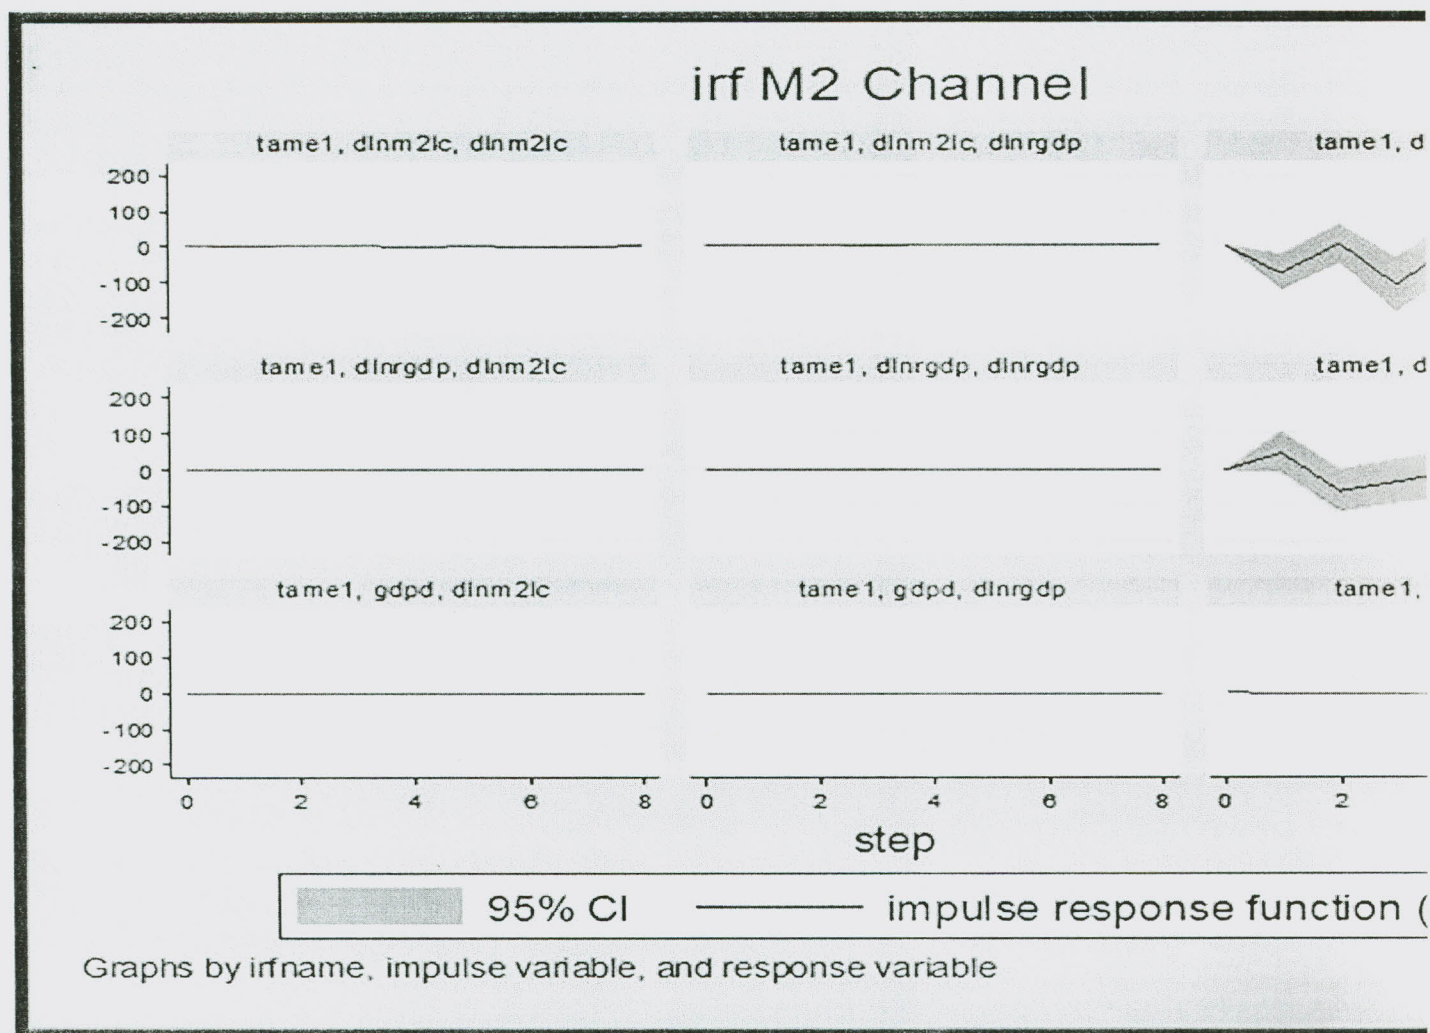 irf M2 Channel
tame1, dlnm2lc, dlnm2lc
tame1, dlnm2lc, dlnrgdp
tame1, d
200
100
0
-100
-200
tame1, dlnrgdp, dlnm2lc
tame1, dlnrgdp, dlnrgdp
tame1, d
200
100
0
-100
-200
tame1, gdpd, dlnm2lc
tame1, gdpd, dlnrgdp
tame1,
200
100
0
-100
-200
0 2 4 6 8
0 2 4 6 8
0 2
step
95% CI
impulse response function (
Graphs by irfname, impulse variable, and response variable